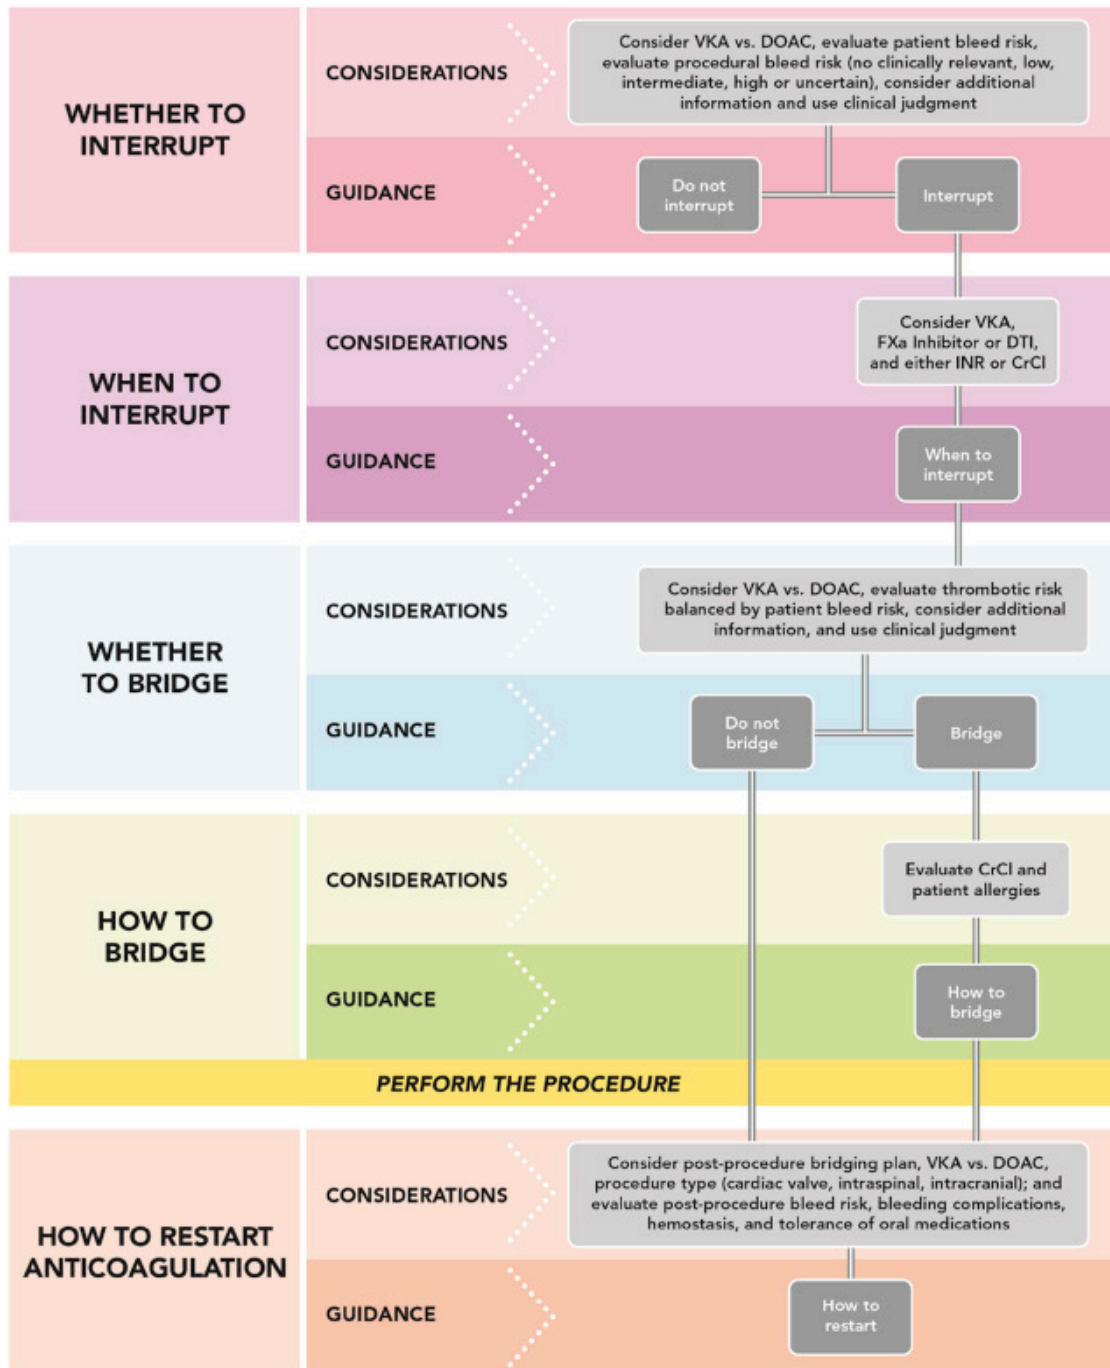 WHETHER TO
INTERRUPT
CONSIDERATIONS
Consider VKA vs. DOAC, evaluate patient bleed risk,
evaluate procedural bleed risk (no clinically relevant, low,
intermediate, high or uncertain), consider additional
information and use clinical judgment
GUIDANCE
Do not
interrupt
Interrupt
WHEN TO
INTERRUPT
CONSIDERATIONS
Consider VKA,
FXa Inhibitor or DTI,
and either INR or CrCl
GUIDANCE
When to
interrupt
WHETHER
TO BRIDGE
CONSIDERATIONS
Consider VKA vs. DOAC, evaluate thrombotic risk
balanced by patient bleed risk, consider additional
information, and use clinical judgment
GUIDANCE
Do not
bridge
Bridge
HOW TO
BRIDGE
CONSIDERATIONS
Evaluate CrCl and
patient allergies
GUIDANCE
How to
bridge
PERFORM THE PROCEDURE
HOW TO RESTART
ANTICOAGULATION
CONSIDERATIONS
Consider post-procedure bridging plan, VKA vs. DOAC,
procedure type (cardiac valve, intraspinal, intracranial); and
evaluate post-procedure bleed risk, bleeding complications,
hemostasis, and tolerance of oral medications
GUIDANCE
How to
restart